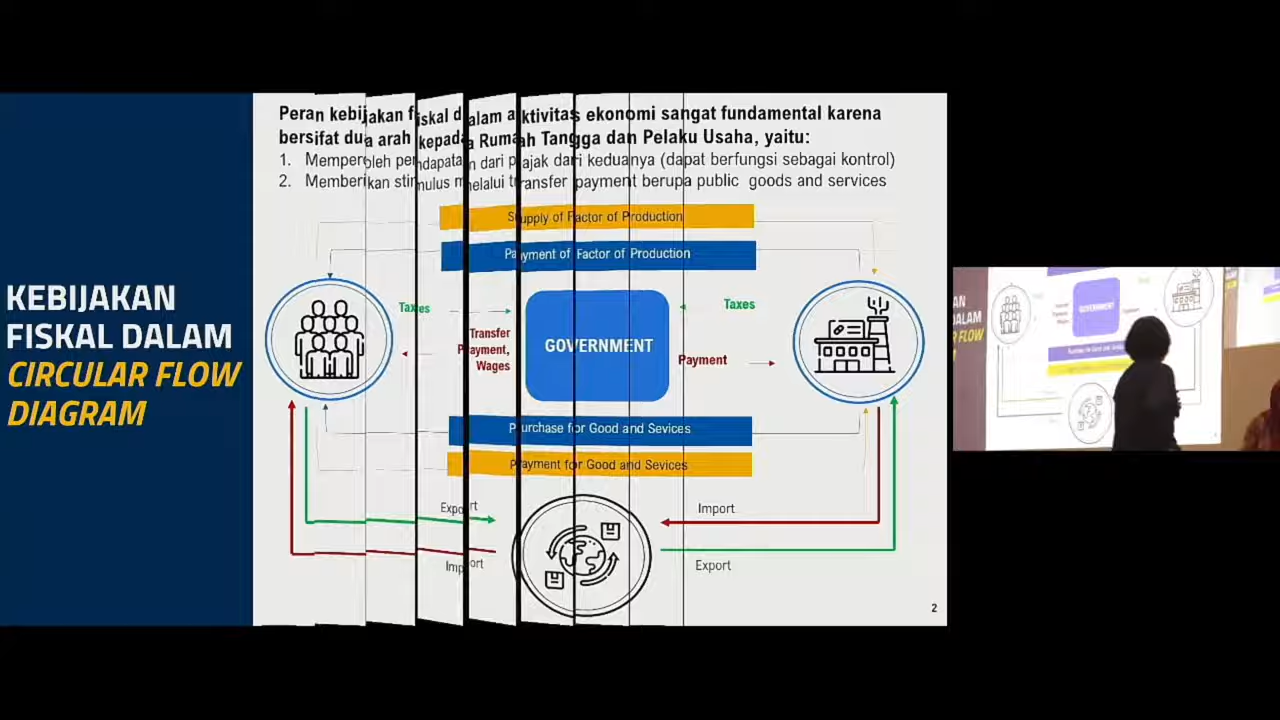 KEBIJAKAN
FISKAL DALAM
CIRCULAR FLOW
DIAGRAM
Peran kebijakan fiskal dalam aktivitas ekonomi sangat fundamental karena
bersifat dua arah kepada Rumah Tangga dan Pelaku Usaha, yaitu:
1. Memperoleh pendapatan dari pajak dari keduanya (dapat berfungsi sebagai kontrol)
2. Memberikan stimulus melalui transfer payment berupa public goods and services
Supply of Factor of Production
Payment of Factor of Production
Taxes
Transfer
Payment,
Wages
GOVERNMENT
Taxes
Payment
Purchase for Good and Sevices
Payment for Good and Sevices
Export
Import
Import
Export
2
GOVERNMENT